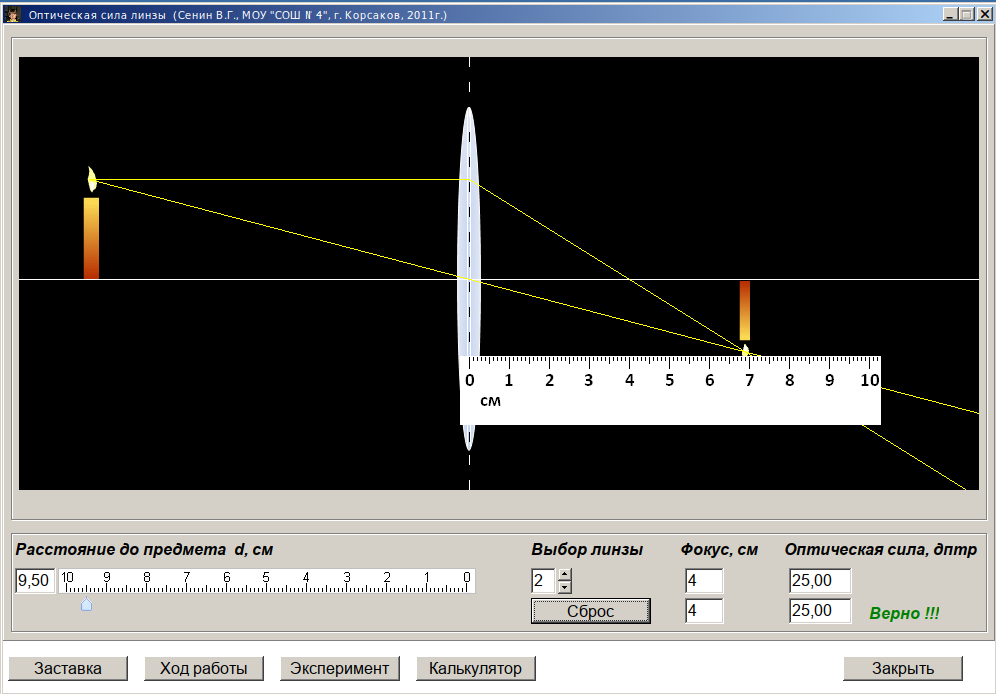 Оптическая сила линзы (Сенин В.Г., МОУ "СОШ № 4", г. Корсаков, 2011г.)
0 1 2 3 4 5 6 7 8 9 10
см
Расстояние до предмета d, см
Выбор линзы
Фокус, см
Оптическая сила, дптр
9,50
10 9 8 7 6 5 4 3 2 1 0
2
4
25,00
Сброс
4
25,00
Верно !!!
Заставка
Ход работы
Эксперимент
Калькулятор
Закрыть